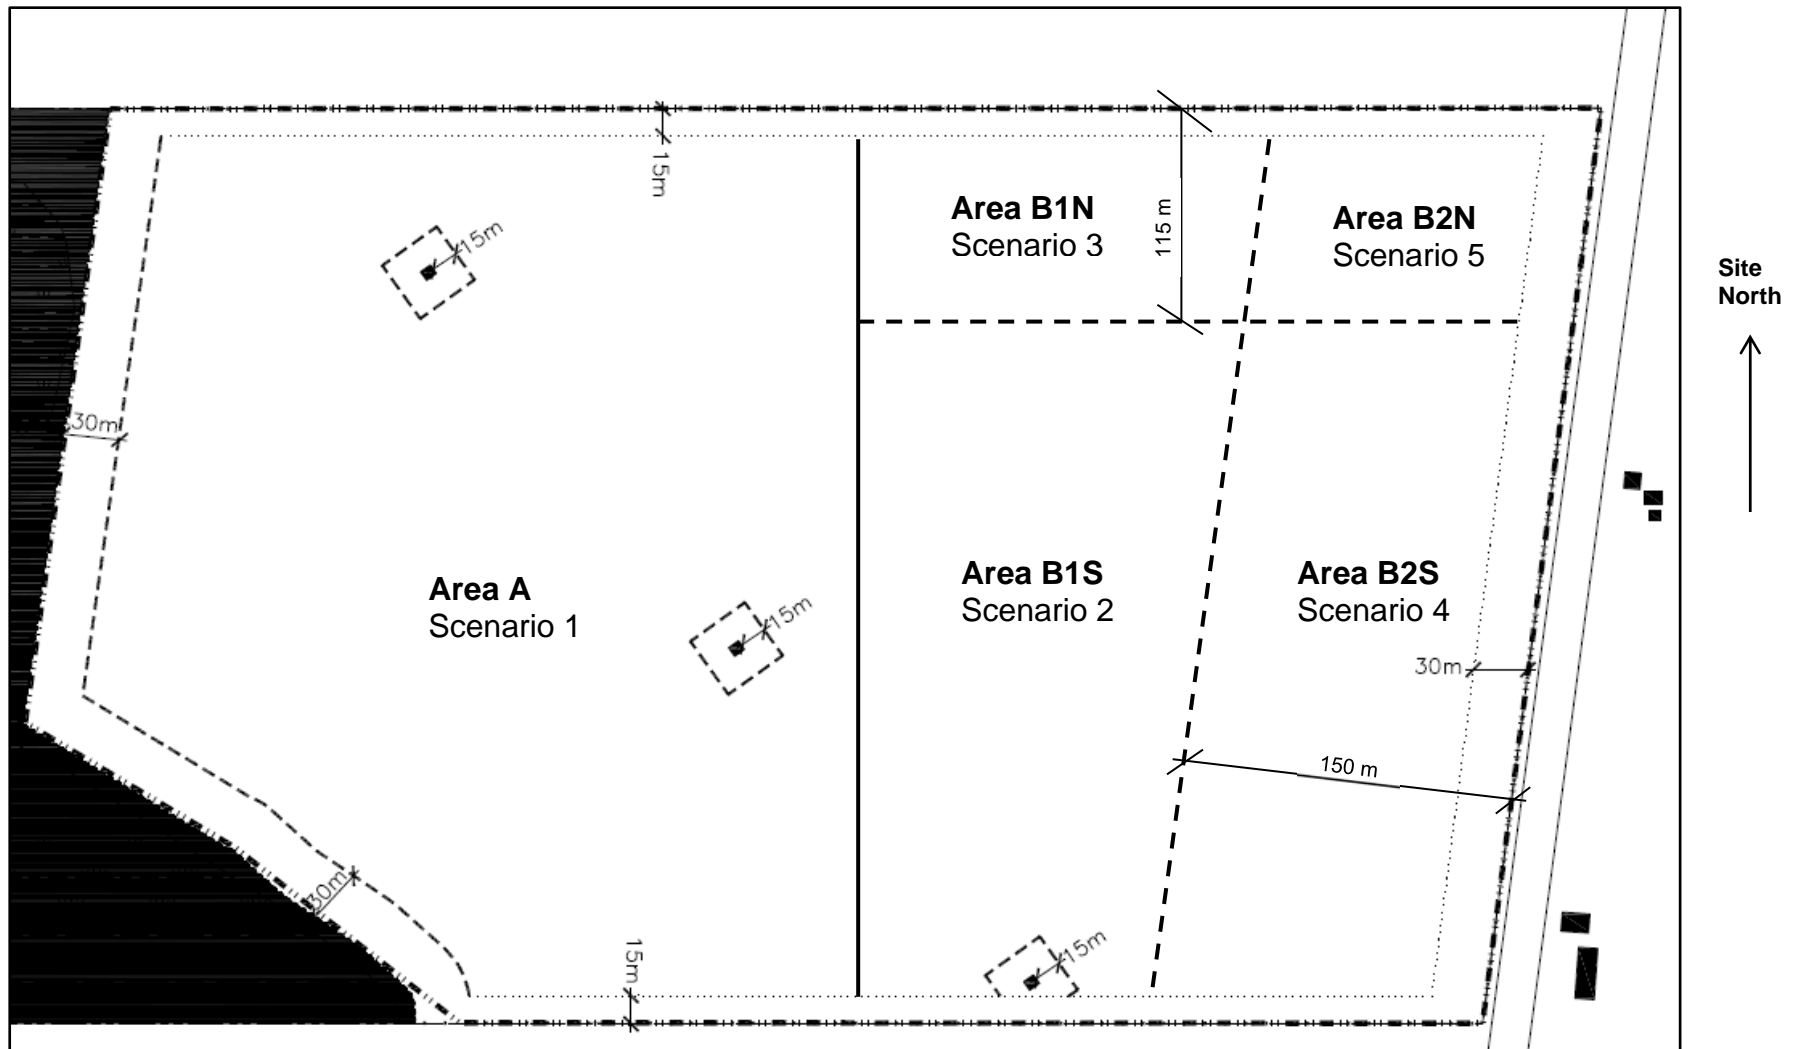 15m
Area B1N
Scenario 3
115 m
Area B2N
Scenario 5
15m
Site
North
30m
Area A
Scenario 1
15m
Area B1S
Scenario 2
Area B2S
Scenario 4
30m
150 m
30m
15m
15m